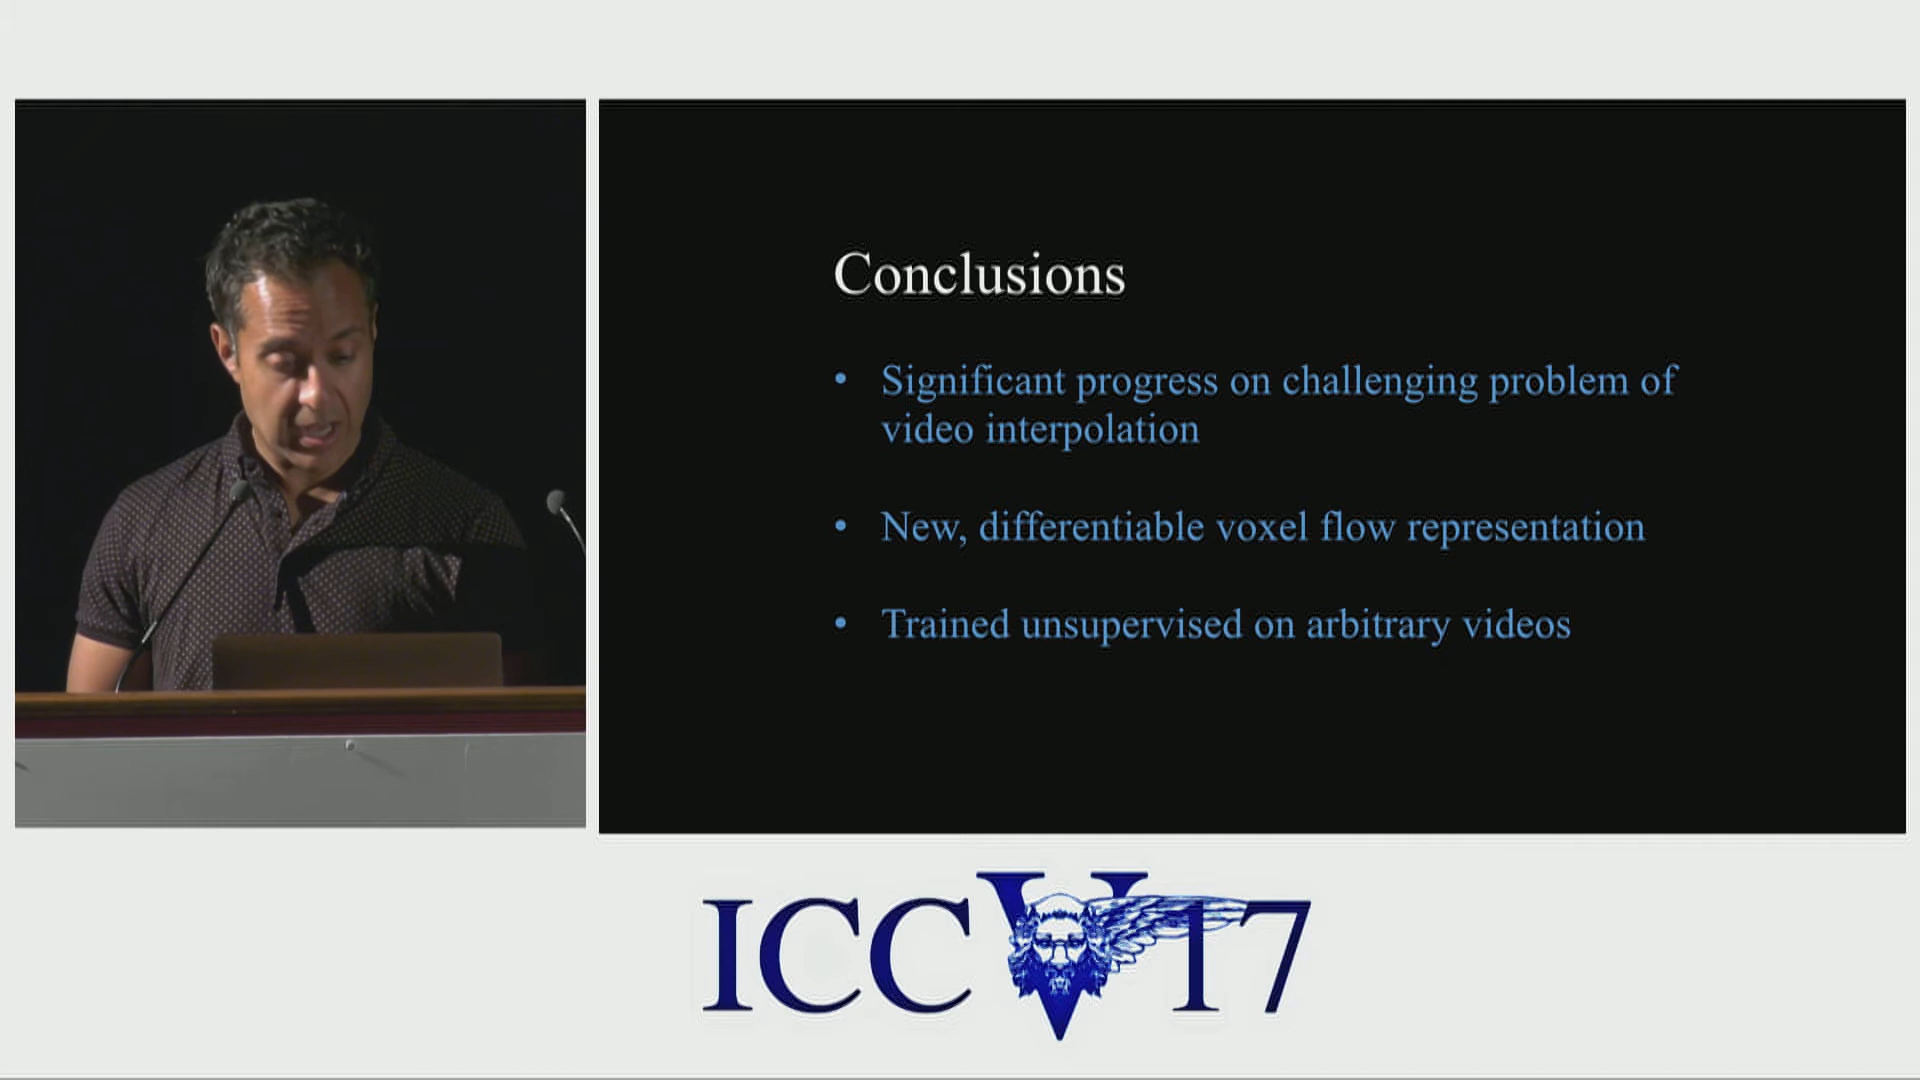 Conclusions
• Significant progress on challenging problem of
video interpolation
• New, differentiable voxel flow representation
• Trained unsupervised on arbitrary videos
ICCV17